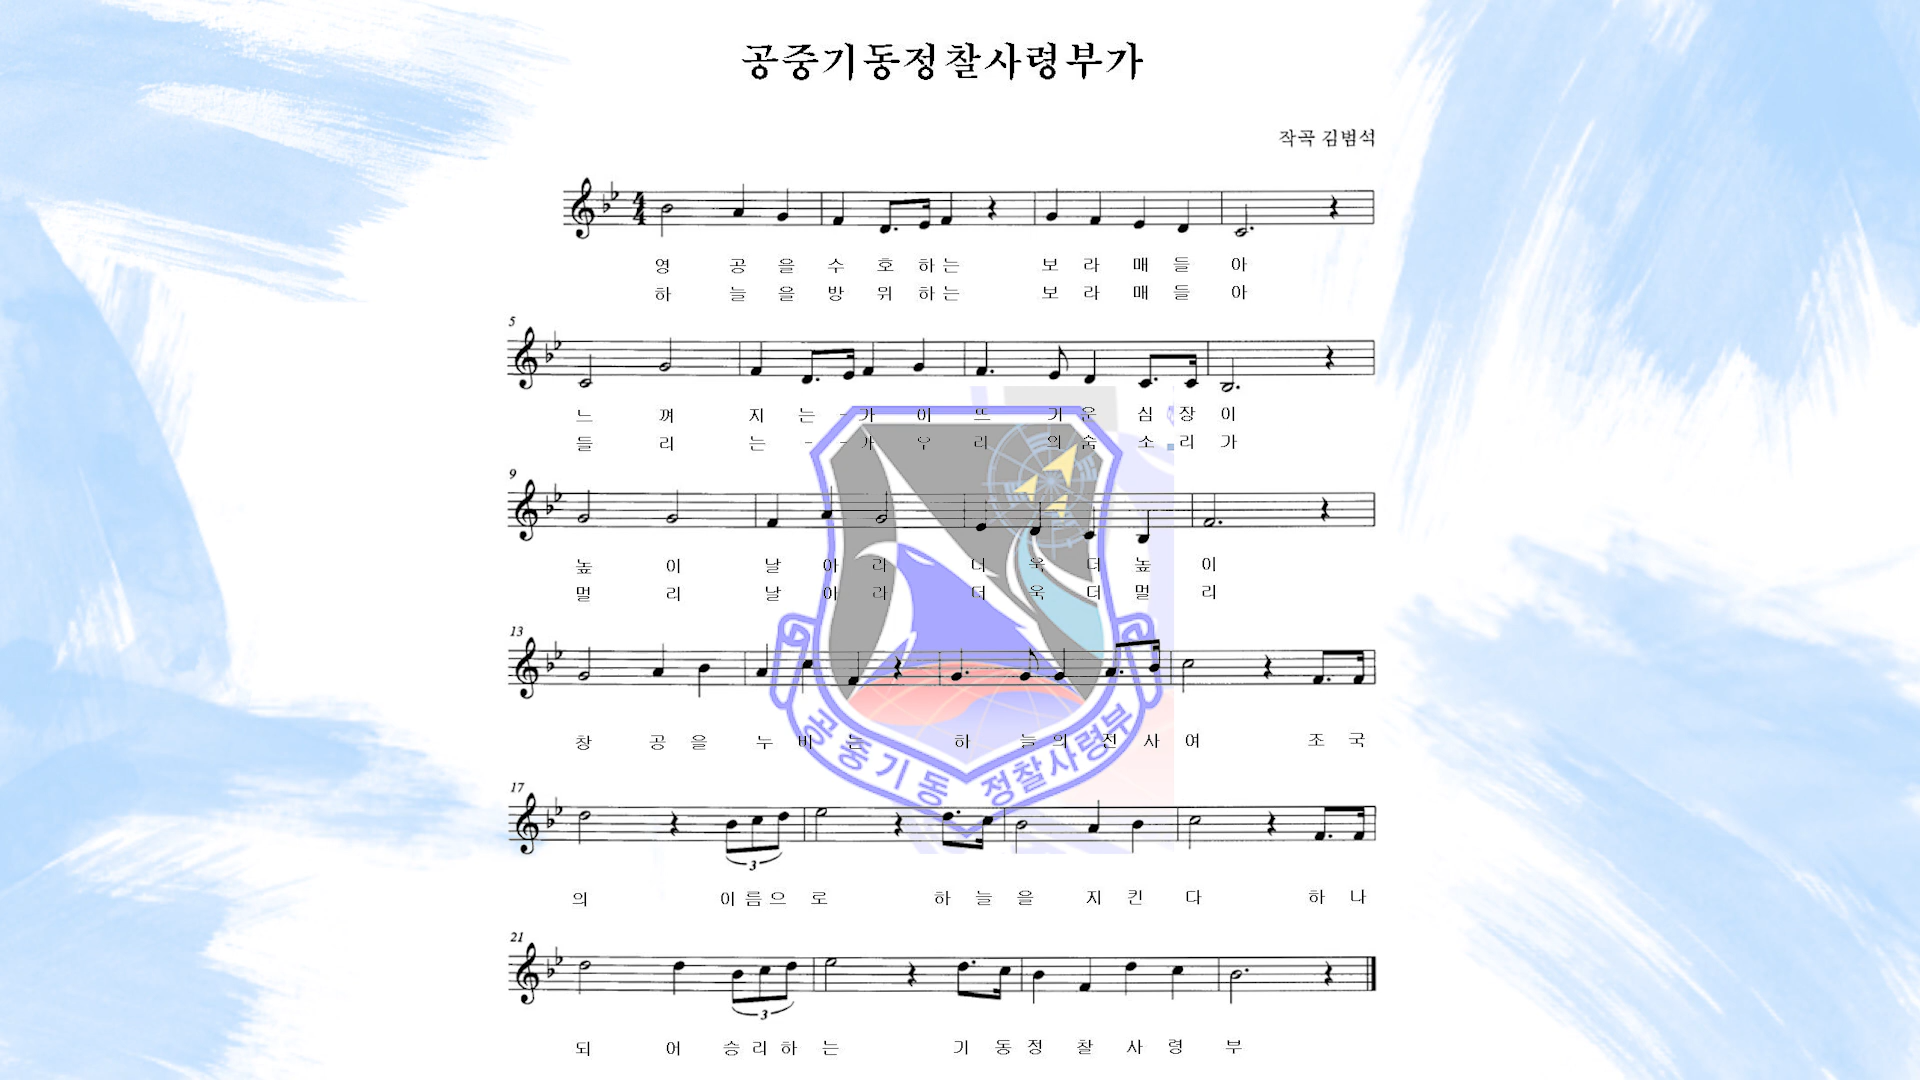 공중기동정찰사령부가
작곡 김범석
영 공 을 수 호 하 는 보 라 매 들 아
하 늘 을 방 위 하 는 보 라 매 들 아
5
느 껴 지 는 - 가 이 뜨 거 운 심 장 이
들 리 는 - - 가 우 리 의 숨 소 리 가
9
높 이 날 아 라 더 욱 더 높 이
멀 리 날 아 라 더 욱 더 멀 리
13
창 공 을 누 비 는 하 늘 의 전 사 여 조 국
공중기동 정찰사령부
17
3
의 이 름 으 로 하 늘 을 지 킨 다 하 나
21
3
되 어 승 리 하 는 기 동 정 찰 사 령 부